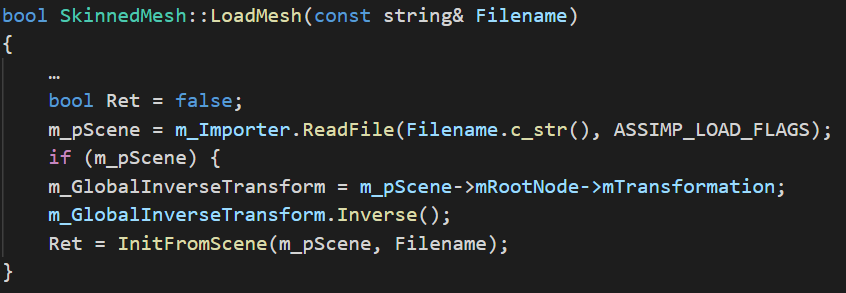 bool SkinnedMesh::LoadMesh(const string& Filename)
{
…
bool Ret = false;
m_pScene = m_Importer.ReadFile(Filename.c_str(), ASSIMP_LOAD_FLAGS);
if (m_pScene) {
m_GlobalInverseTransform = m_pScene->mRootNode->mTransformation;
m_GlobalInverseTransform.Inverse();
Ret = InitFromScene(m_pScene, Filename);
}